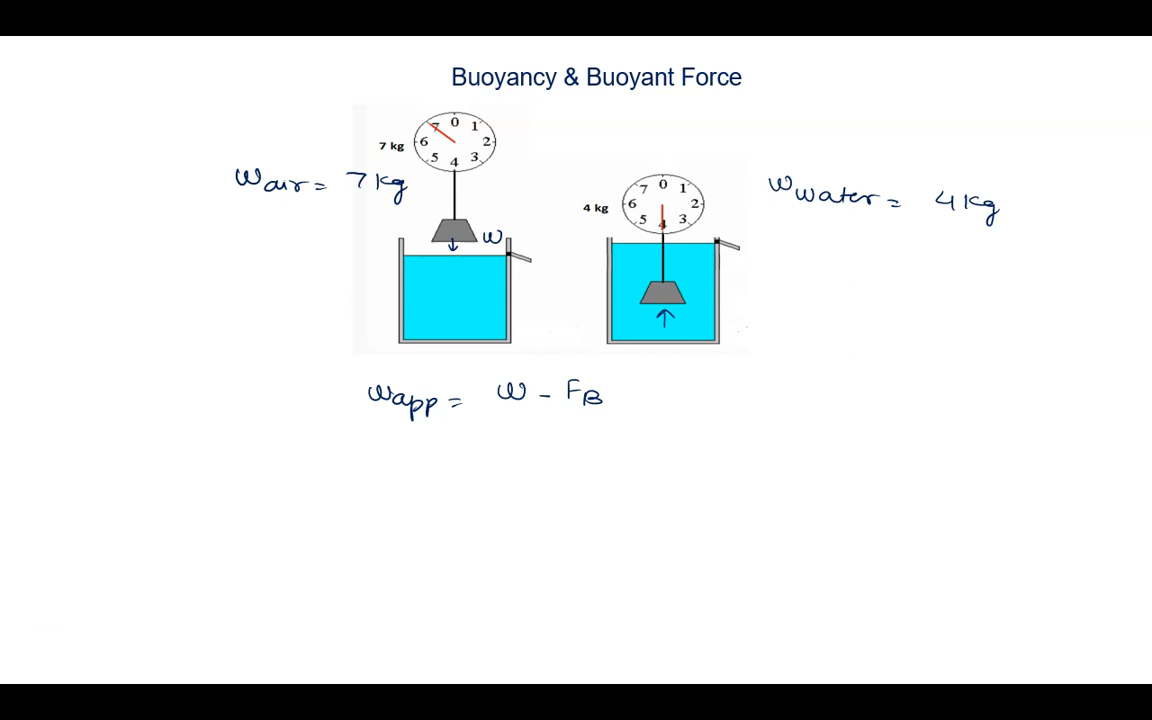 Buoyancy & Buoyant Force
0 1 2 3 4 5 6 7
7 kg
Wair = 7 Kg
W
0 1 2 3 4 5 6 7
4 kg
Wwater = 4 Kg
Wapp = W - FB